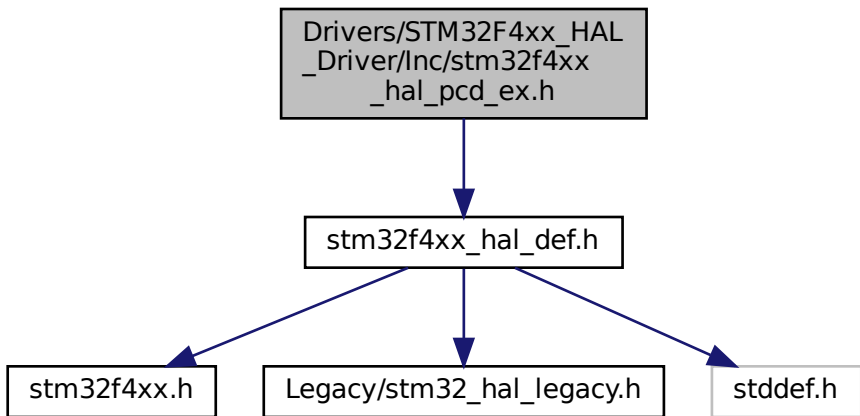 Drivers/STM32F4xx_HAL
_Driver/Inc/stm32f4xx
_hal_pcd_ex.h
stm32f4xx_hal_def.h
stm32f4xx.h
Legacy/stm32_hal_legacy.h
stddef.h